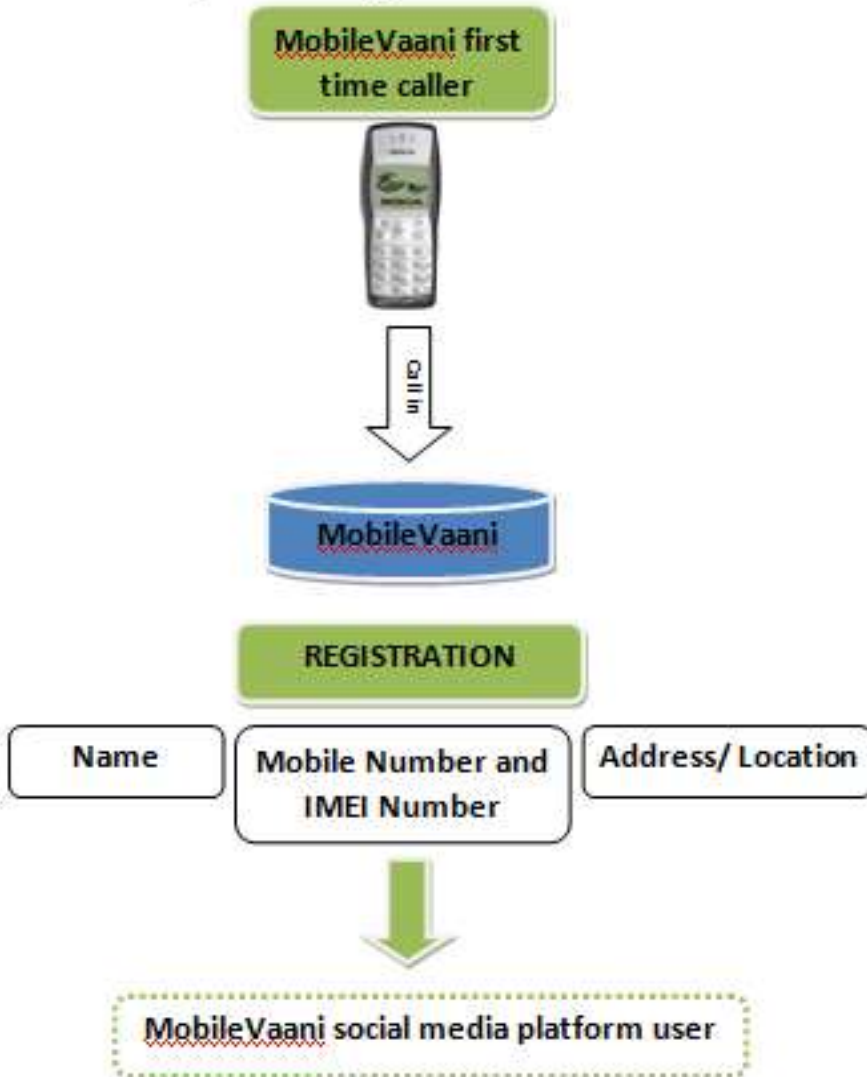 MobileVaani first
time caller
Call in
MobileVaani
REGISTRATION
Name
Mobile Number and
IMEI Number
Address/ Location
MobileVaani social media platform user